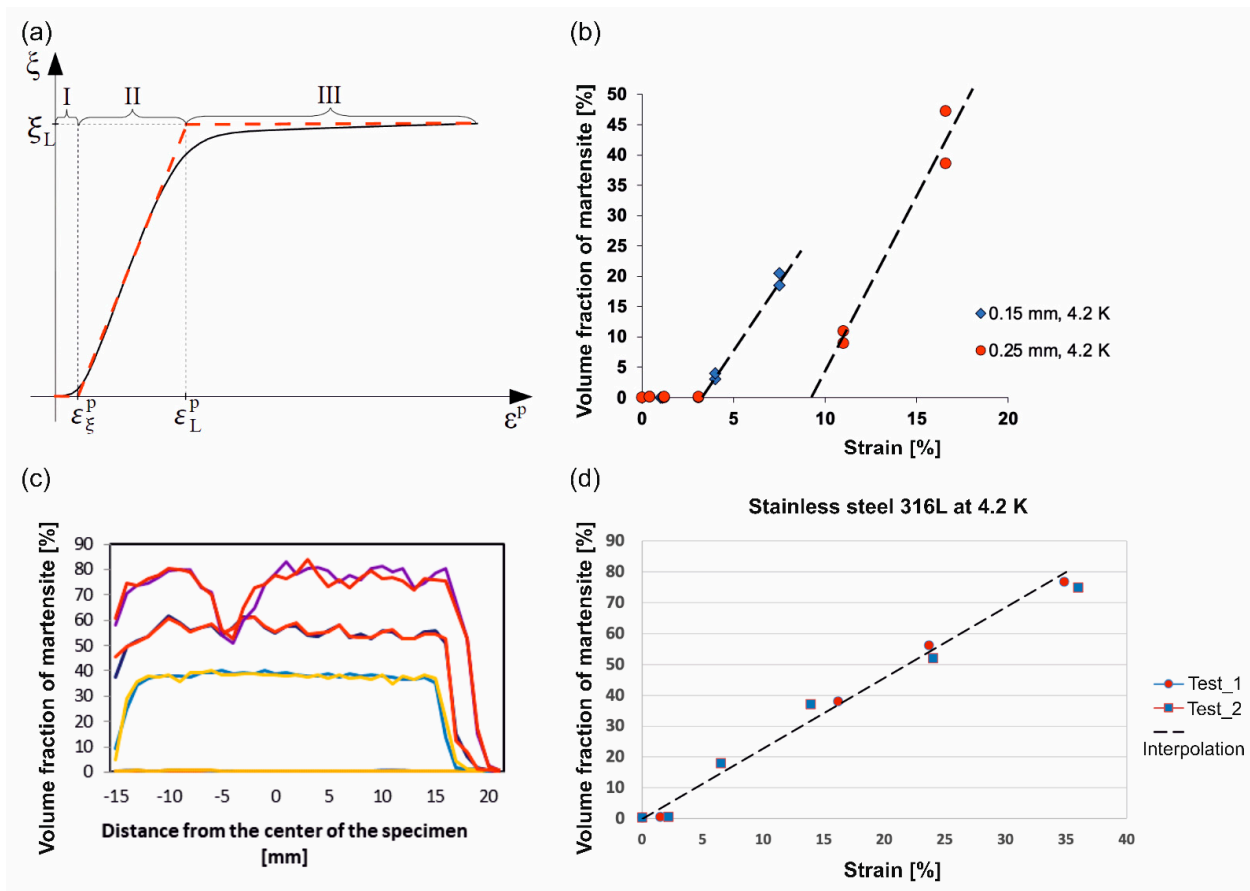 (a)
ξ
I II III
ξL
ε^p_ξ
ε^p_L
ε^p
(b)
Volume fraction of martensite [%]
50
45
40
35
30
25
20
15
10
5
0
0 5 10 15 20
Strain [%]
0.15 mm, 4.2 K
0.25 mm, 4.2 K
(c)
Volume fraction of martensite [%]
90
80
70
60
50
40
30
20
10
0
-15 -10 -5 0 5 10 15 20
Distance from the center of the specimen
[mm]
(d)
Stainless steel 316L at 4.2 K
Volume fraction of martensite [%]
90
80
70
60
50
40
30
20
10
0
0 5 10 15 20 25 30 35 40
Strain [%]
Test_1
Test_2
Interpolation